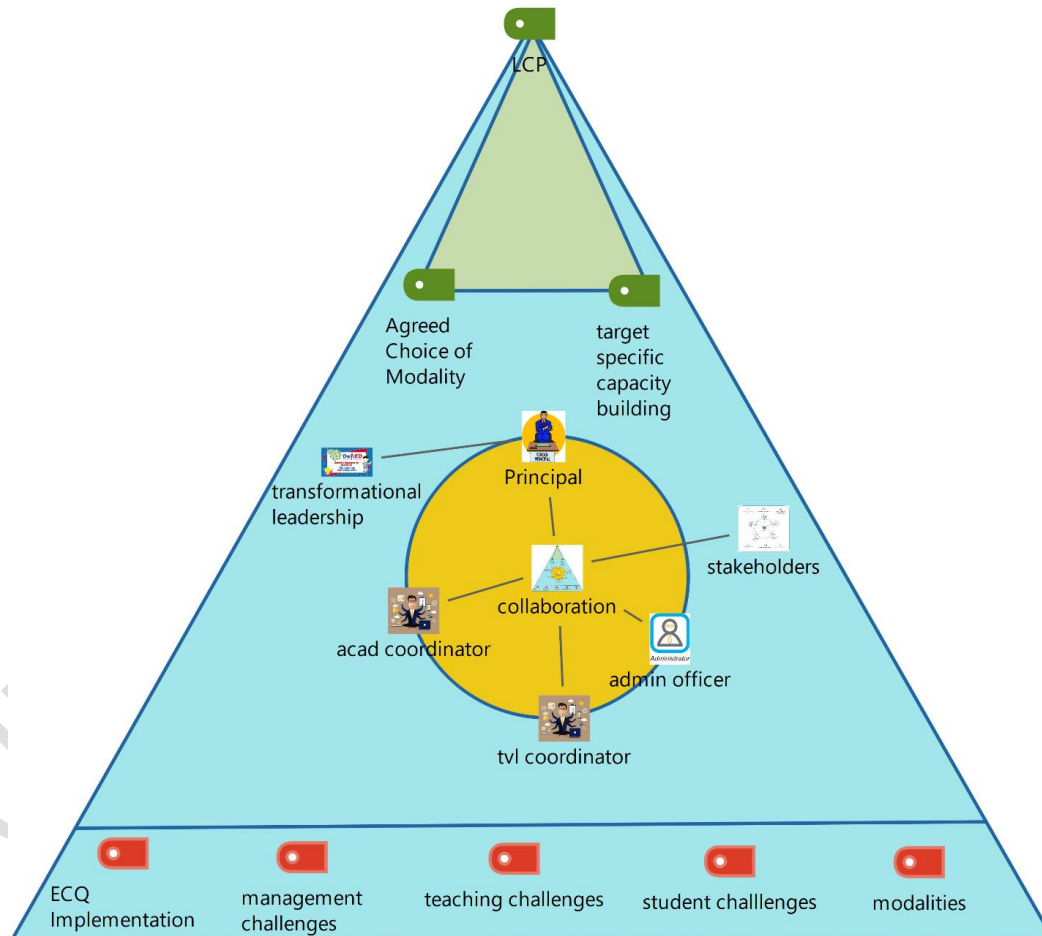 LCP
Agreed
Choice of
Modality
target
specific
capacity
building
Principal
transformational
leadership
stakeholders
collaboration
acad coordinator
Administrator
admin officer
tvl coordinator
ECQ
Implementation
management
challenges
teaching challenges
student challlenges
modalities